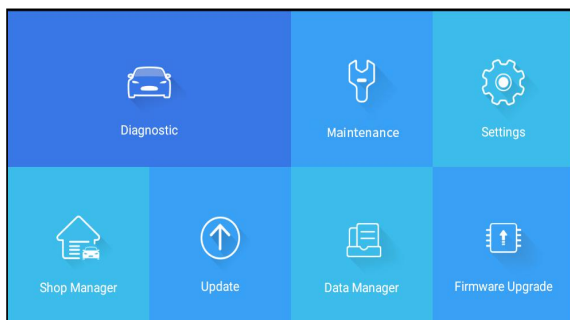 Diagnostic
Maintenance
Settings
Shop Manager
Update
Data Manager
Firmware Upgrade